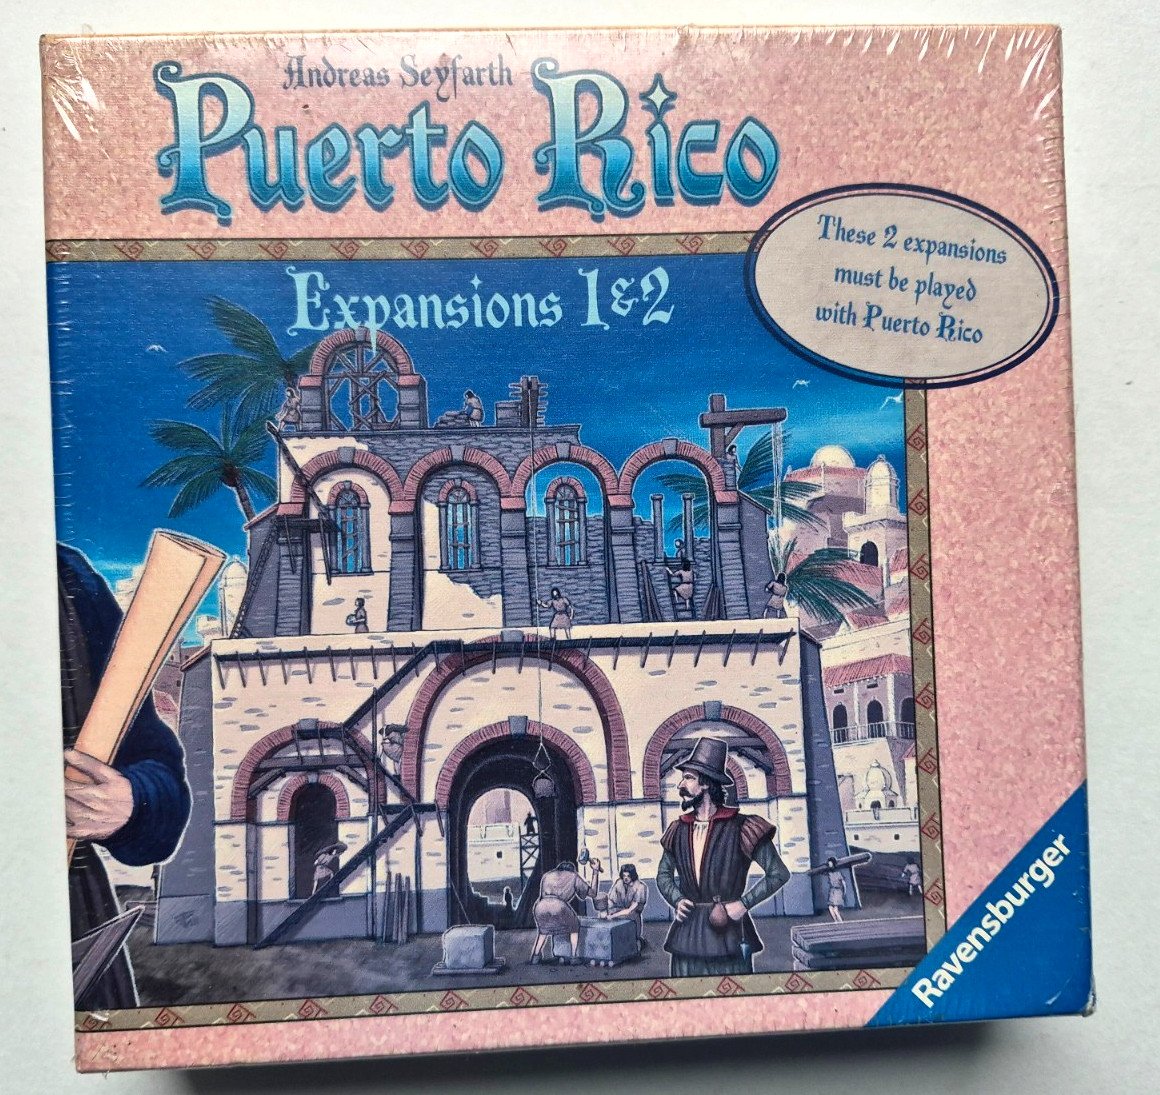 Andreas Seyfarth
Puerto Rico
Expansions 1&2
These 2 expansions
must be played
with Puerto Rico
Ravensburger